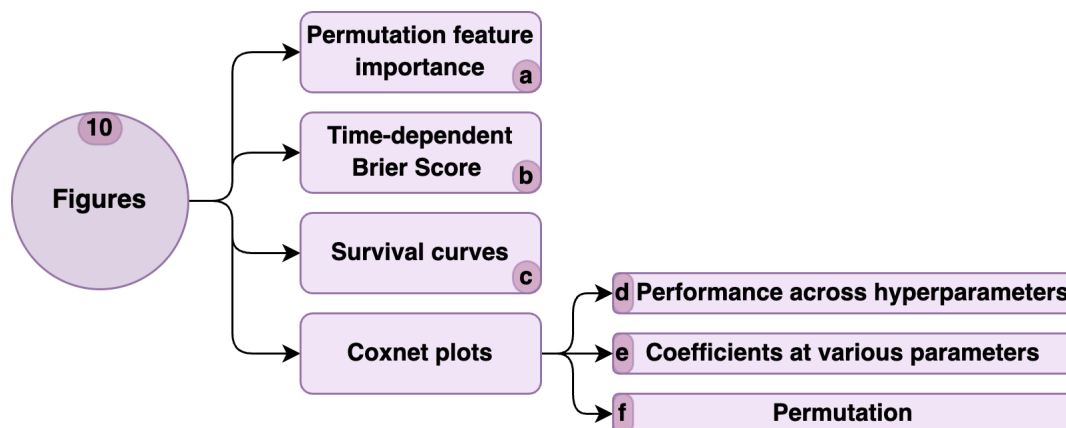 10
Figures
Permutation feature
importance
a
Time-dependent
Brier Score
b
Survival curves
c
Coxnet plots
d Performance across hyperparameters
e Coefficients at various parameters
f Permutation